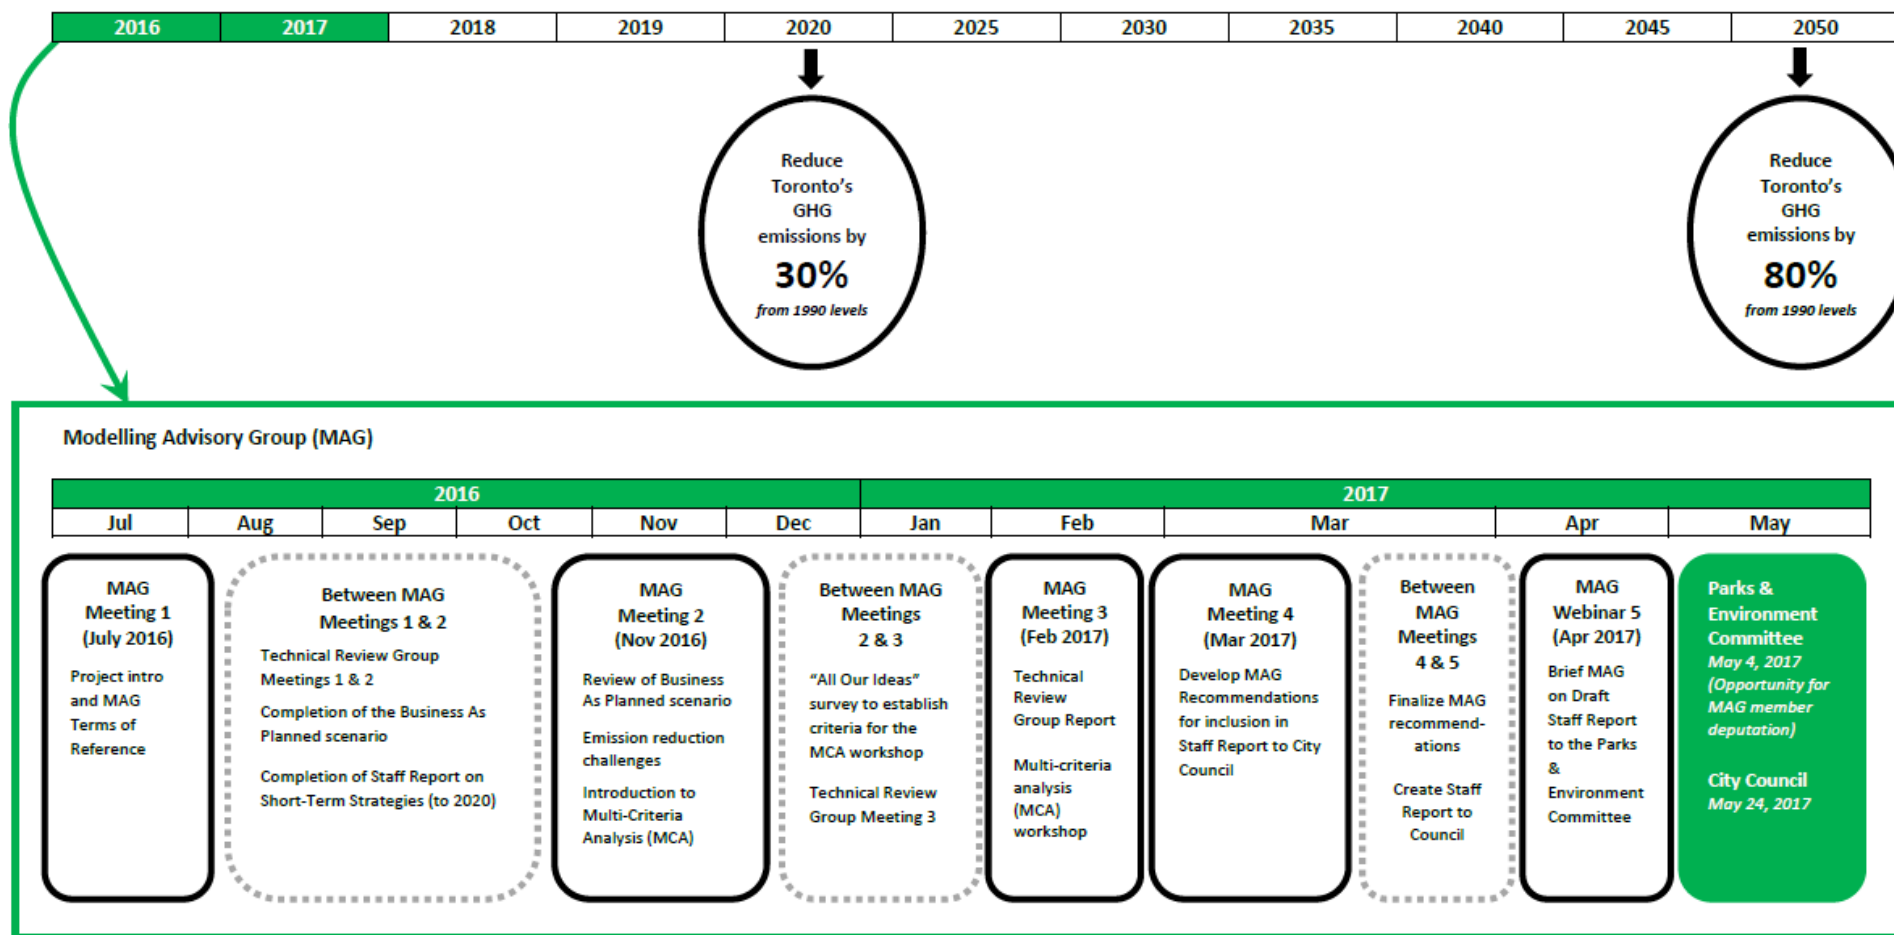 2016 2017 2018 2019 2020 2025 2030 2035 2040 2045 2050
Reduce
Toronto's
GHG
emissions by
30%
from 1990 levels
Reduce
Toronto's
GHG
emissions by
80%
from 1990 levels
Modelling Advisory Group (MAG)
2016 2017
Jul Aug Sep Oct Nov Dec Jan Feb Mar Apr May
MAG
Meeting 1
(July 2016)
Project intro
and MAG
Terms of
Reference
Between MAG
Meetings 1 & 2
Technical Review Group
Meetings 1 & 2
Completion of the Business As
Planned scenario
Completion of Staff Report on
Short-Term Strategies (to 2020)
MAG
Meeting 2
(Nov 2016)
Review of Business
As Planned scenario
Emission reduction
challenges
Introduction to
Multi-Criteria
Analysis (MCA)
Between MAG
Meetings
2 & 3
“All Our Ideas”
survey to establish
criteria for the
MCA workshop
Technical Review
Group Meeting 3
MAG
Meeting 3
(Feb 2017)
Technical
Review
Group Report
Multi-criteria
analysis
(MCA)
workshop
MAG
Meeting 4
(Mar 2017)
Develop MAG
Recommendations
for inclusion in
Staff Report to City
Council
Between
MAG
Meetings
4 & 5
Finalize MAG
recommend-
ations
Create Staff
Report to
Council
MAG
Webinar 5
(Apr 2017)
Brief MAG
on Draft
Staff Report
to the Parks
&
Environment
Committee
Parks &
Environment
Committee
May 4, 2017
(Opportunity for
MAG member
deputation)
City Council
May 24, 2017